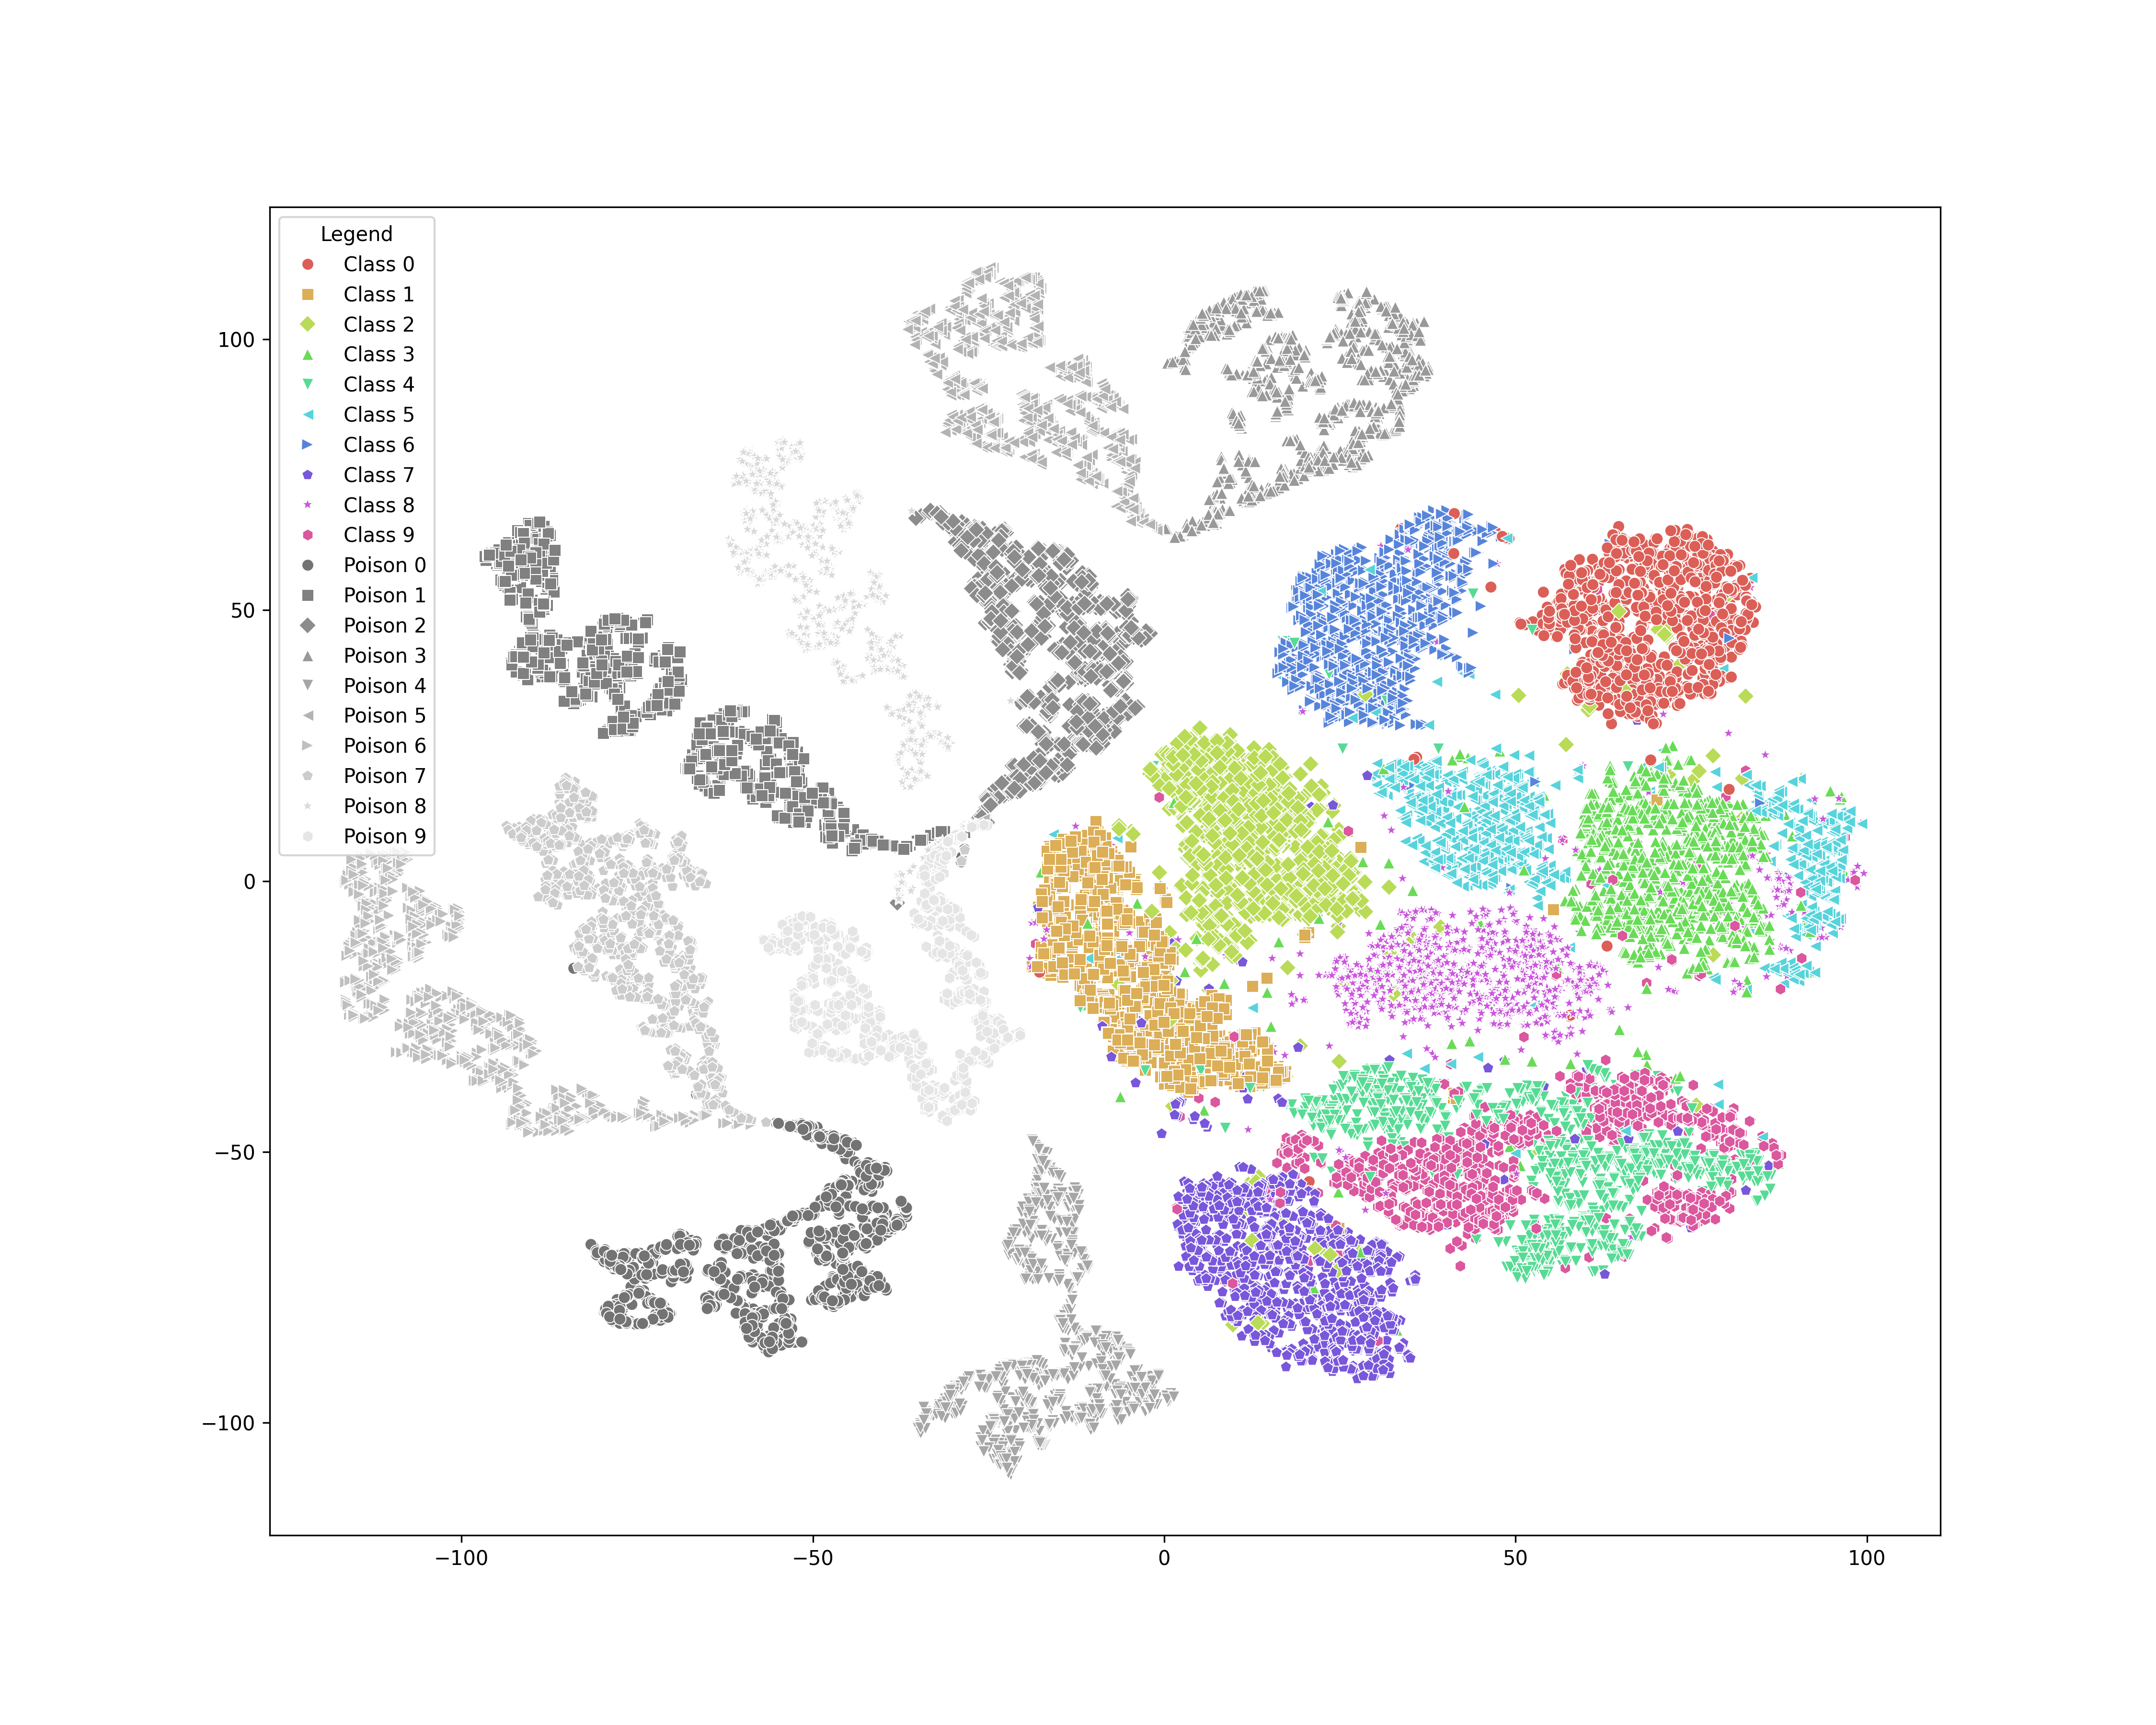 Legend
Class 0
Class 1
Class 2
Class 3
Class 4
Class 5
Class 6
Class 7
Class 8
Class 9
Poison 0
Poison 1
Poison 2
Poison 3
Poison 4
Poison 5
Poison 6
Poison 7
Poison 8
Poison 9
100
50
0
−50
−100
−100
−50
0
50
100